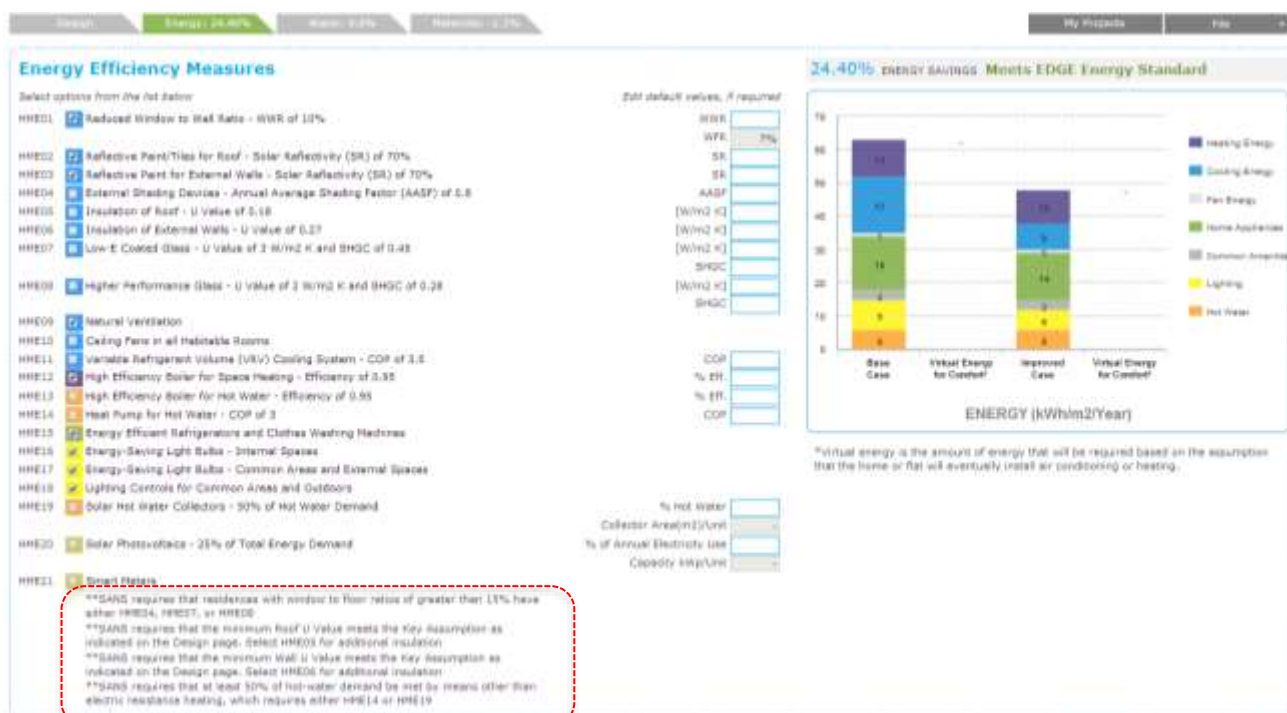 Design
Energy: 24.40%
Water: 0.0%
My Projects
File
Energy Efficiency Measures
24.40% ENERGY SAVINGS Meets EDGE Energy Standard
Select options from the list below
Edit default values, if required
HME01 Reduced Window to Wall Ratio - WWR of 10% WWR
WFR 7%
HME02 Reflective Paint/Tiles for Roof - Solar Reflectivity (SR) of 70% SR
HME03 Reflective Paint for External Walls - Solar Reflectivity (SR) of 70% SR
HME04 External Shading Devices - Annual Average Shading Factor (AASF) of 0.8 AASF
HME05 Insulation of Roof - U Value of 0.18 [W/m2 K]
HME06 Insulation of External Walls - U Value of 0.27 [W/m2 K]
HME07 Low-E Coated Glass - U Value of 3 W/m2 K and SHGC of 0.45 [W/m2 K]
SHGC
HME08 Higher Performance Glass - U Value of 2 W/m2 K and SHGC of 0.28 [W/m2 K]
SHGC
HME09 Natural Ventilation
HME10 Ceiling Fans in all Habitable Rooms
HME11 Variable Refrigerant Volume (VRV) Cooling System - COP of 3.5 COP
HME12 High Efficiency Boiler for Space Heating - Efficiency of 0.95 % Eff.
HME13 High Efficiency Boiler for Hot Water - Efficiency of 0.95 % Eff.
HME14 Heat Pump for Hot Water - COP of 3 COP
HME15 Energy Efficient Refrigerators and Clothes Washing Machines
HME16 Energy-Saving Light Bulbs - Internal Spaces
HME17 Energy-Saving Light Bulbs - Common Areas and External Spaces
HME18 Lighting Controls for Common Areas and Outdoors
HME19 Solar Hot Water Collectors - 50% of Hot Water Demand % Hot Water
Collector Area(m2)/Unit -
HME20 Solar Photovoltaics - 25% of Total Energy Demand % of Annual Electricity Use
Capacity kWp/Unit -
HME21 Smart Meters
**SANS requires that residences with window to floor ratios of greater than 15% have
either HME04, HME07, or HME08
**SANS requires that the minimum Roof U Value meets the Key Assumption as
indicated on the Design page. Select HME05 for additional insulation
**SANS requires that the minimum Wall U Value meets the Key Assumption as
indicated on the Design page. Select HME06 for additional insulation
**SANS requires that at least 50% of hot-water demand be met by means other than
electric resistance heating, which requires either HME14 or HME19
70
60
50
40
30
20
10
0
Base
Case
Virtual Energy
for Comfort*
Improved
Case
Virtual Energy
for Comfort*
ENERGY (kWh/m2/Year)
Heating Energy
Cooling Energy
Fan Energy
Home Appliances
Common Amenities
Lighting
Hot Water
*Virtual energy is the amount of energy that will be required based on the assumption
that the home or flat will eventually install air conditioning or heating.